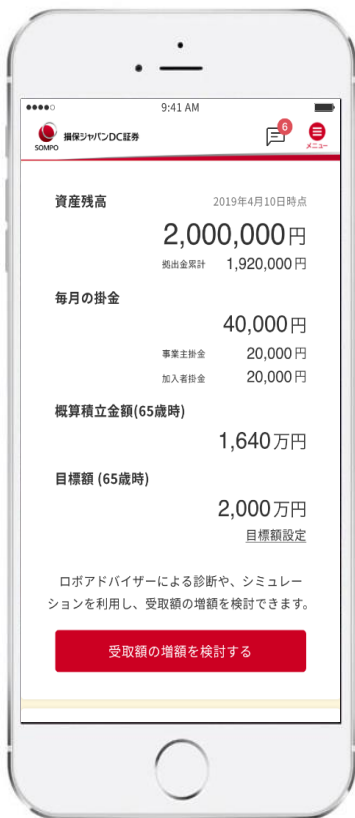 9:41 AM
SOMPO
損保ジャパンDC証券
6
メニュー
資産残高
2019年4月10日時点
2,000,000円
拠出金累計 1,920,000円
毎月の掛金
40,000円
事業主掛金 20,000円
加入者掛金 20,000円
概算積立金額(65歳時)
1,640万円
目標額 (65歳時)
2,000万円
目標額設定
ロボアドバイザーによる診断や、シミュレー
ションを利用し、受取額の増額を検討できます。
受取額の増額を検討する